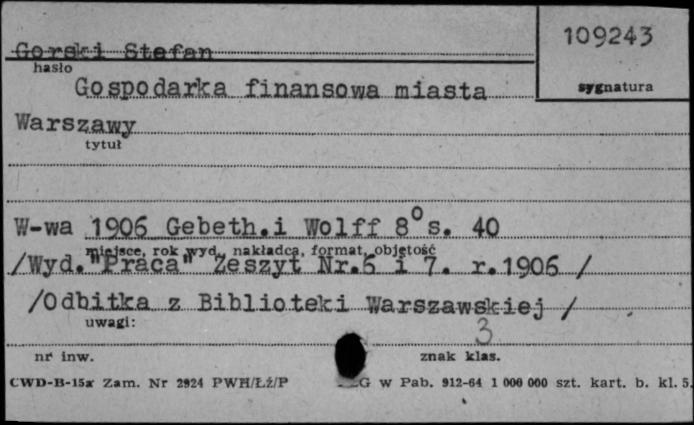 Gorski Stefan
109243
hasło
sygnatura
Gospodarka finansowa miasta
Warszawy
tytuł
W-wa 1906 Gebeth.i Wolff 8° s. 40
miejsce, rok wyd., nakładca, format, objętość
/Wyd."Praca" Zeszyt Nr.6 i 7. r.1906 /
/Odbitka z Biblioteki Warszawskiej /
uwagi:
3
nr inw.
znak klas.
CWD-B-15a Zam. Nr 2924 PWH/Łź/P G w Pab. 912-64 1 000 000 szt. kart. b. kl. 5.